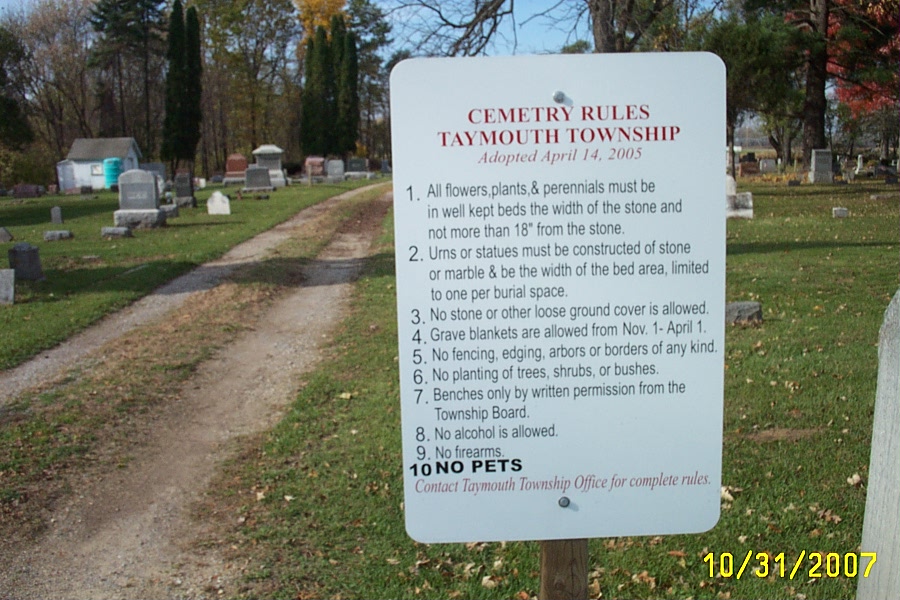 CEMETRY RULES
TAYMOUTH TOWNSHIP
Adopted April 14, 2005
1. All flowers,plants,& perennials must be
in well kept beds the width of the stone and
not more than 18" from the stone.
2. Urns or statues must be constructed of stone
or marble & be the width of the bed area, limited
to one per burial space.
3. No stone or other loose ground cover is allowed.
4. Grave blankets are allowed from Nov. 1- April 1.
5. No fencing, edging, arbors or borders of any kind.
6. No planting of trees, shrubs, or bushes.
7. Benches only by written permission from the
Township Board.
8. No alcohol is allowed.
9. No firearms.
10 NO PETS
Contact Taymouth Township Office for complete rules.
10/31/2007